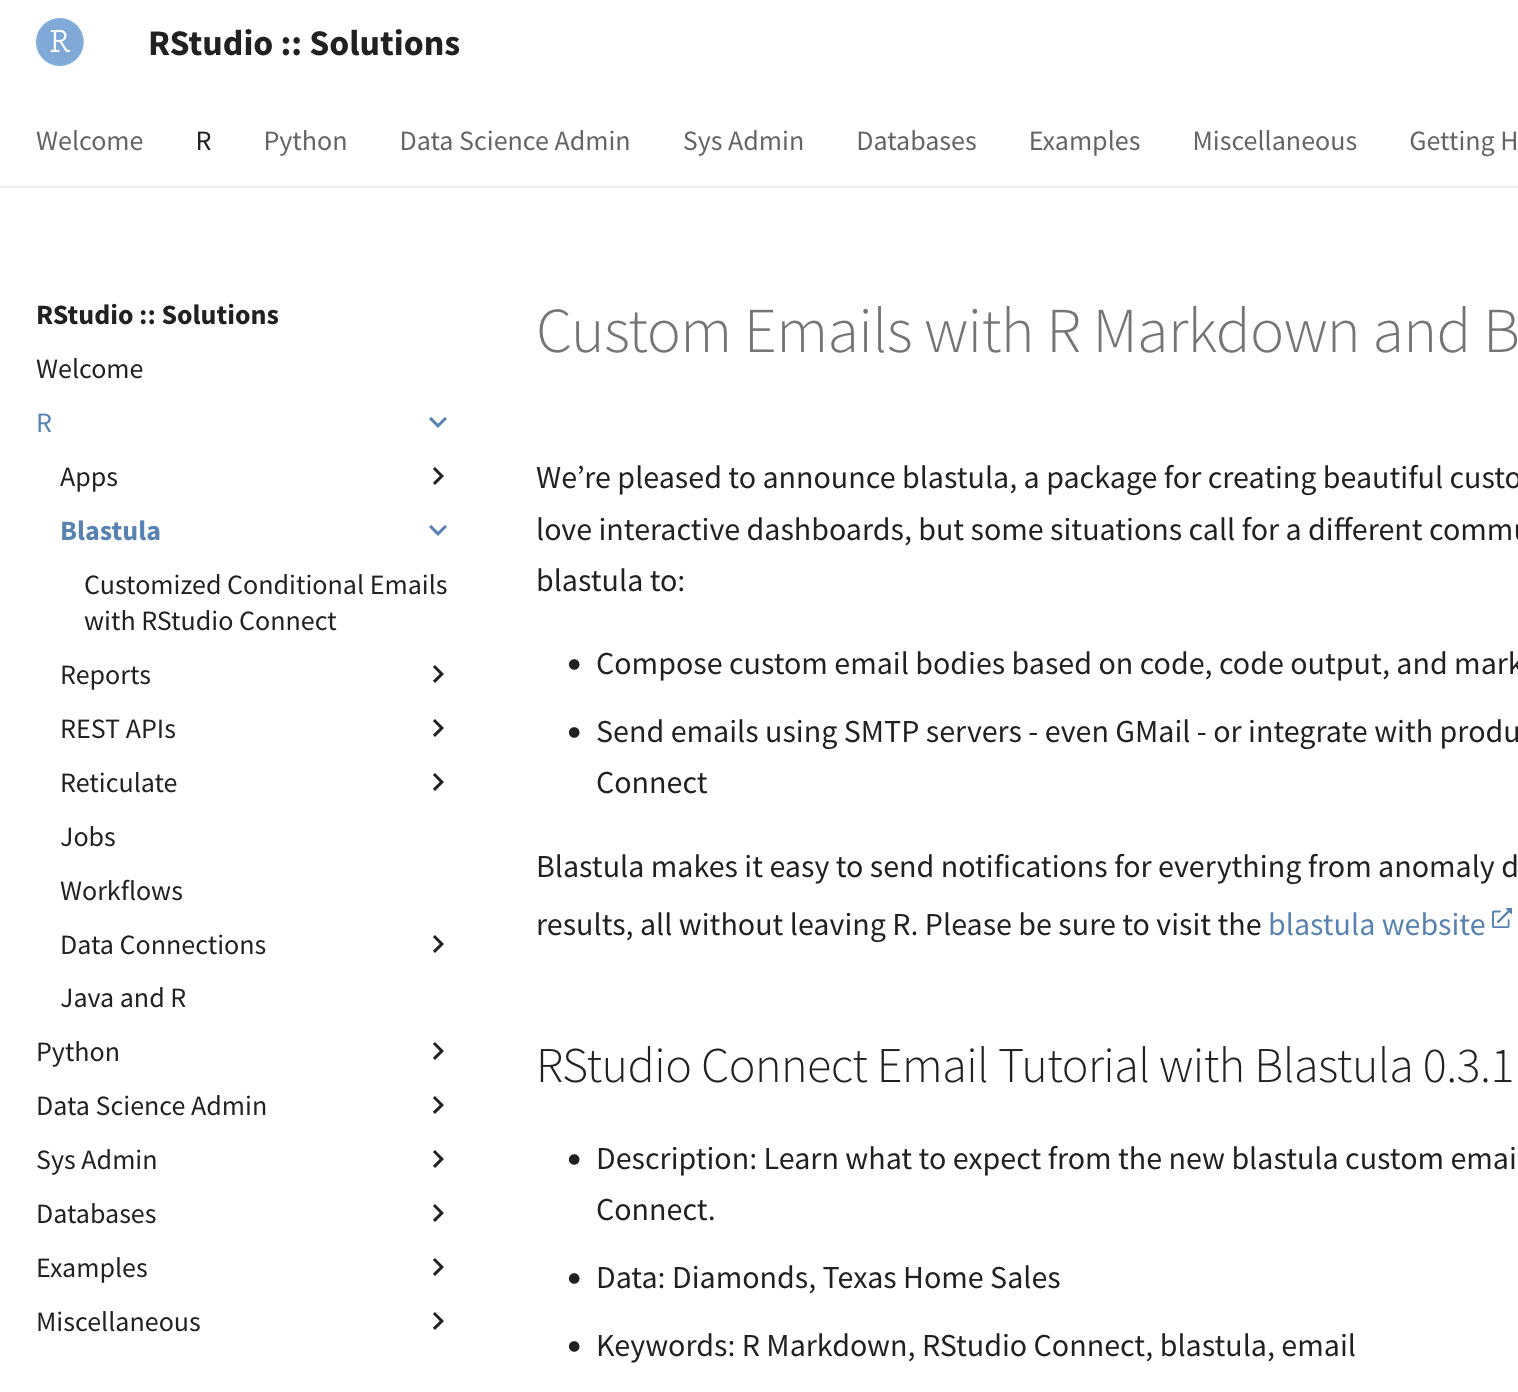 R
RStudio :: Solutions
Welcome R Python Data Science Admin Sys Admin Databases Examples Miscellaneous Getting H
RStudio :: Solutions
Welcome
R
Apps
Blastula
Customized Conditional Emails
with RStudio Connect
Reports
REST APIs
Reticulate
Jobs
Workflows
Data Connections
Java and R
Python
Data Science Admin
Sys Admin
Databases
Examples
Miscellaneous
Custom Emails with R Markdown and B
We’re pleased to announce blastula, a package for creating beautiful custo
love interactive dashboards, but some situations call for a different commu
blastula to:
• Compose custom email bodies based on code, code output, and mark
• Send emails using SMTP servers - even GMail - or integrate with produ
Connect
Blastula makes it easy to send notifications for everything from anomaly d
results, all without leaving R. Please be sure to visit the blastula website
RStudio Connect Email Tutorial with Blastula 0.3.1
• Description: Learn what to expect from the new blastula custom emai
Connect.
• Data: Diamonds, Texas Home Sales
• Keywords: R Markdown, RStudio Connect, blastula, email